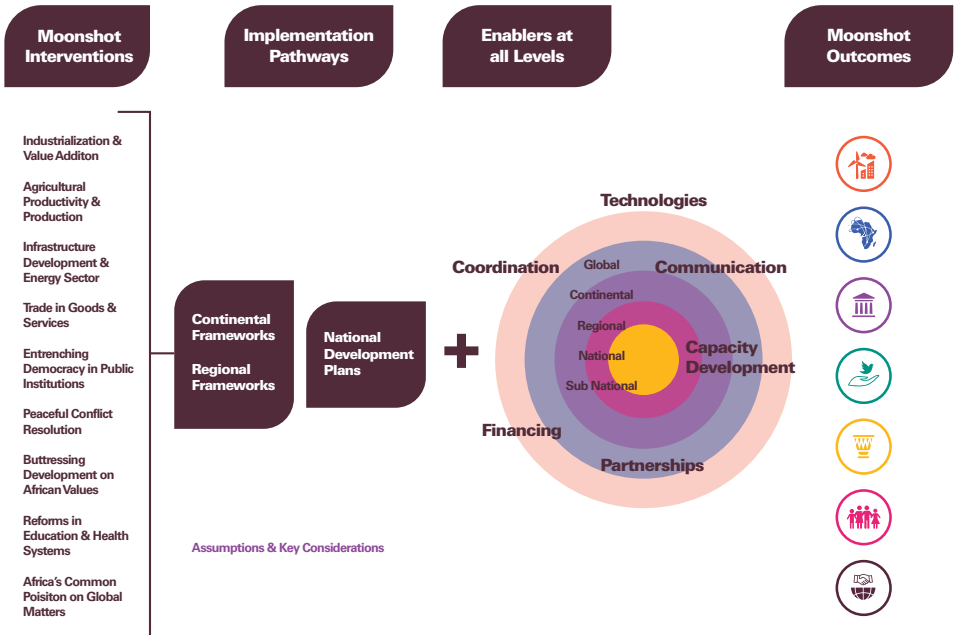 Moonshot
Interventions
Implementation
Pathways
Enablers at
all Levels
Moonshot
Outcomes
Industrialization &
Value Additon
Agricultural
Productivity &
Production
Infrastructure
Development &
Energy Sector
Trade in Goods &
Services
Entrenching
Democracy in Public
Institutions
Peaceful Conflict
Resolution
Buttressing
Development on
African Values
Reforms in
Education & Health
Systems
Africa's Common
Poisiton on Global
Matters
Continental
Frameworks
Regional
Frameworks
National
Development
Plans
Assumptions & Key Considerations
Technologies
Coordination
Communication
Global
Continental
Regional
National
Sub National
Capacity
Development
Financing
Partnerships